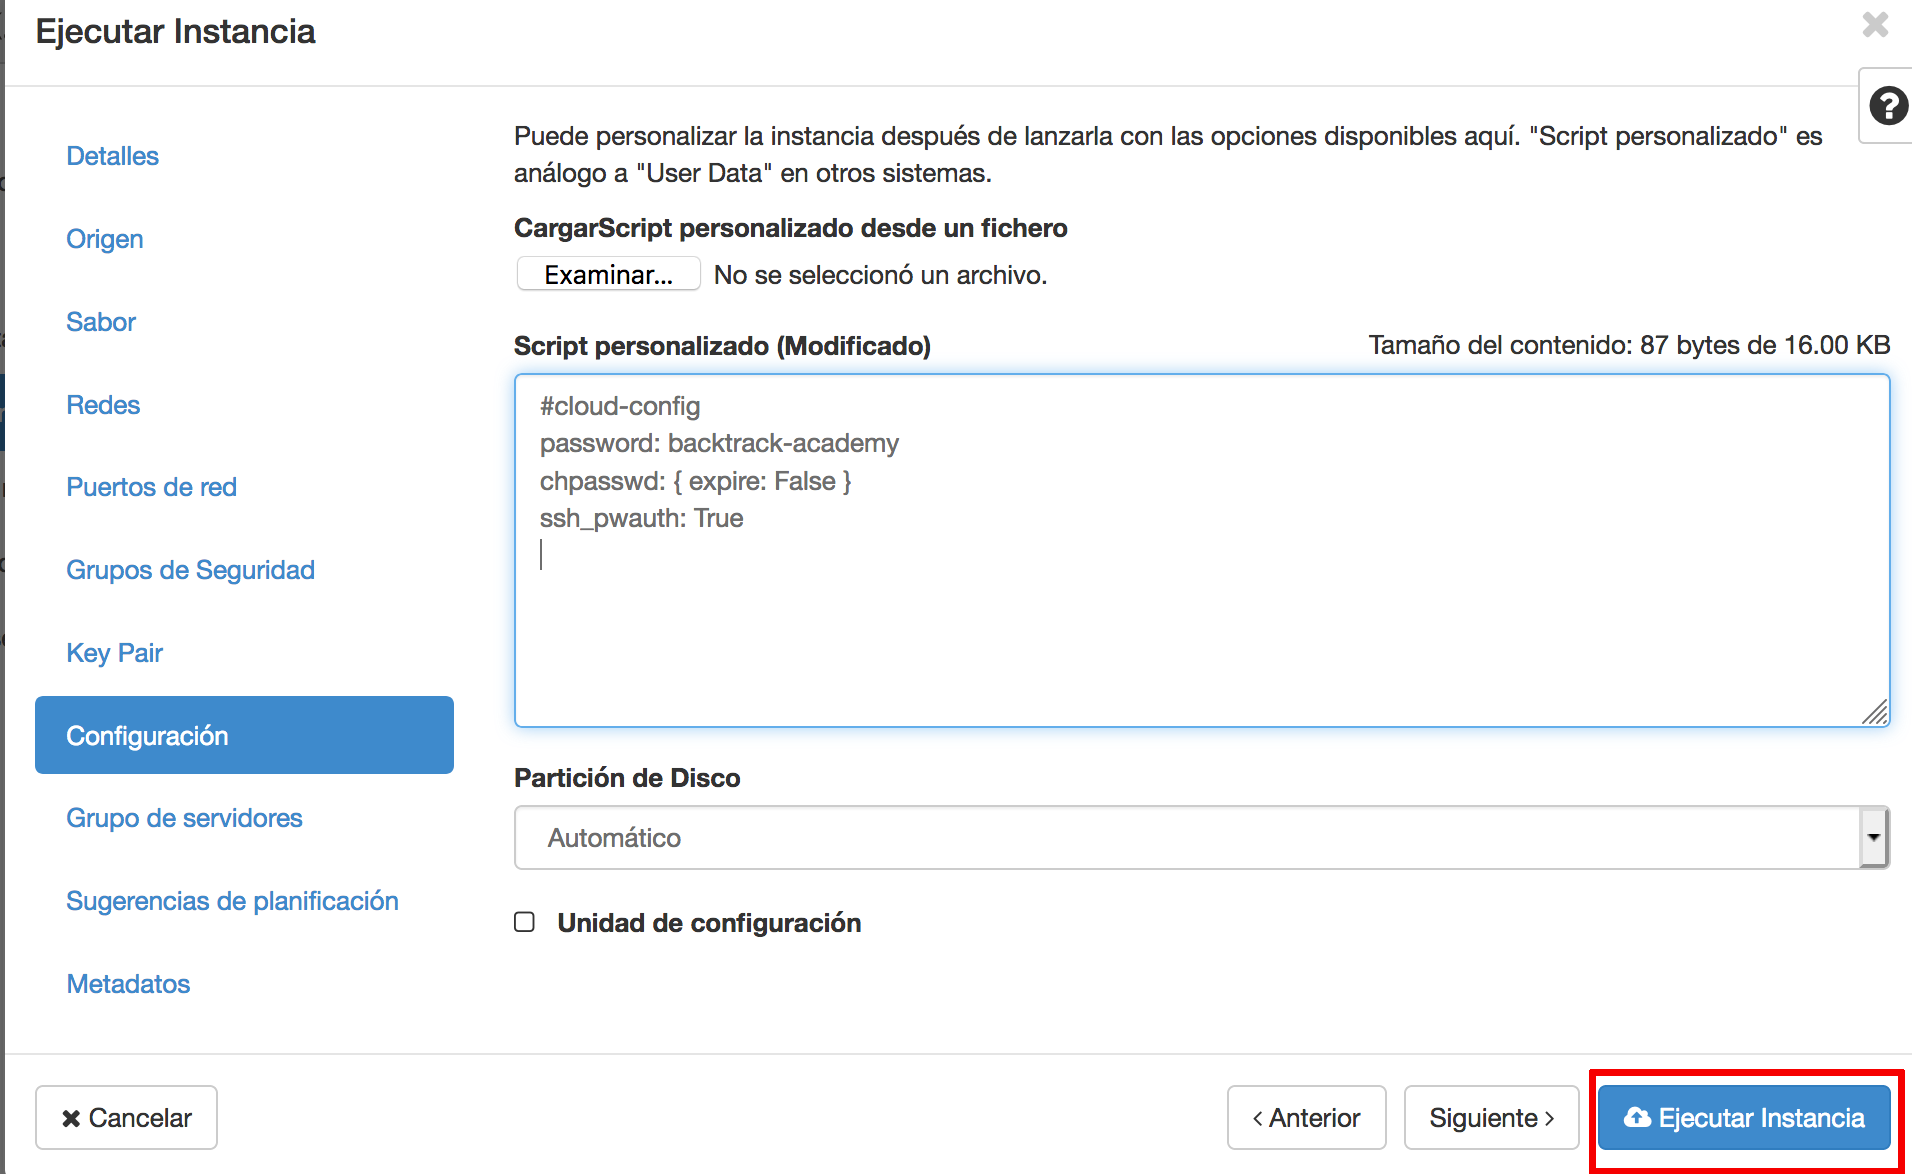 Ejecutar Instancia
Detalles
Origen
Sabor
Redes
Puertos de red
Grupos de Seguridad
Key Pair
Configuración
Grupo de servidores
Sugerencias de planificación
Metadatos
Puede personalizar la instancia después de lanzarla con las opciones disponibles aquí. "Script personalizado" es
análogo a "User Data" en otros sistemas.
CargarScript personalizado desde un fichero
Examinar... No se seleccionó un archivo.
Script personalizado (Modificado) Tamaño del contenido: 87 bytes de 16.00 KB
#cloud-config
password: backtrack-academy
chpasswd: { expire: False }
ssh_pwauth: True
Partición de Disco
Automático
Unidad de configuración
Cancelar
‹ Anterior
Siguiente ›
Ejecutar Instancia